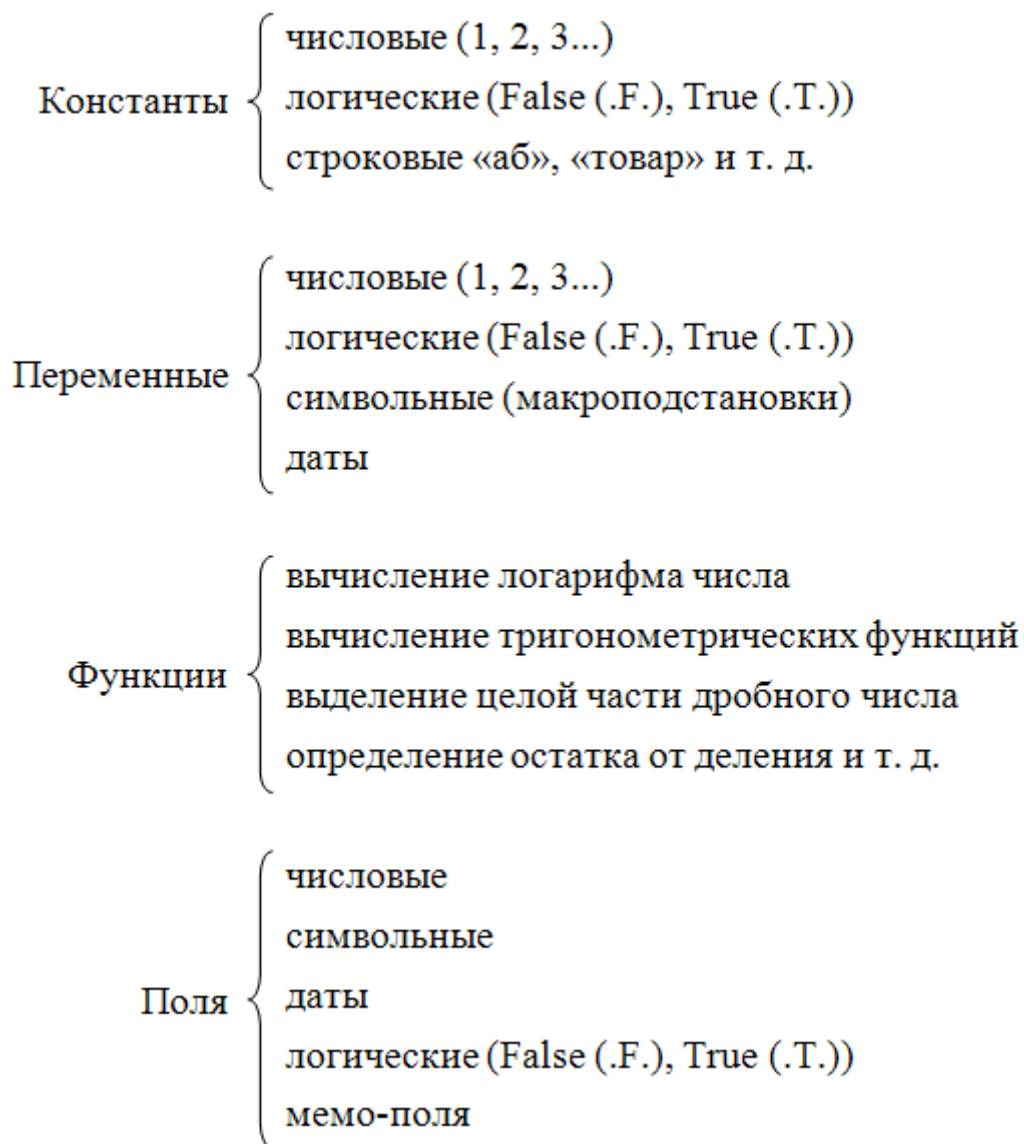 числовые (1, 2, 3...)
Константы
логические (False (.F.), True (.T.))
строковые «аб», «товар» и т. д.
числовые (1, 2, 3...)
логические (False (.F.), True (.T.))
Переменные
символьные (макроподстановки)
даты
вычисление логарифма числа
вычисление тригонометрических функций
Функции
выделение целой части дробного числа
определение остатка от деления и т. д.
числовые
символьные
Поля
даты
логические (False (.F.), True (.T.))
мемо-поля